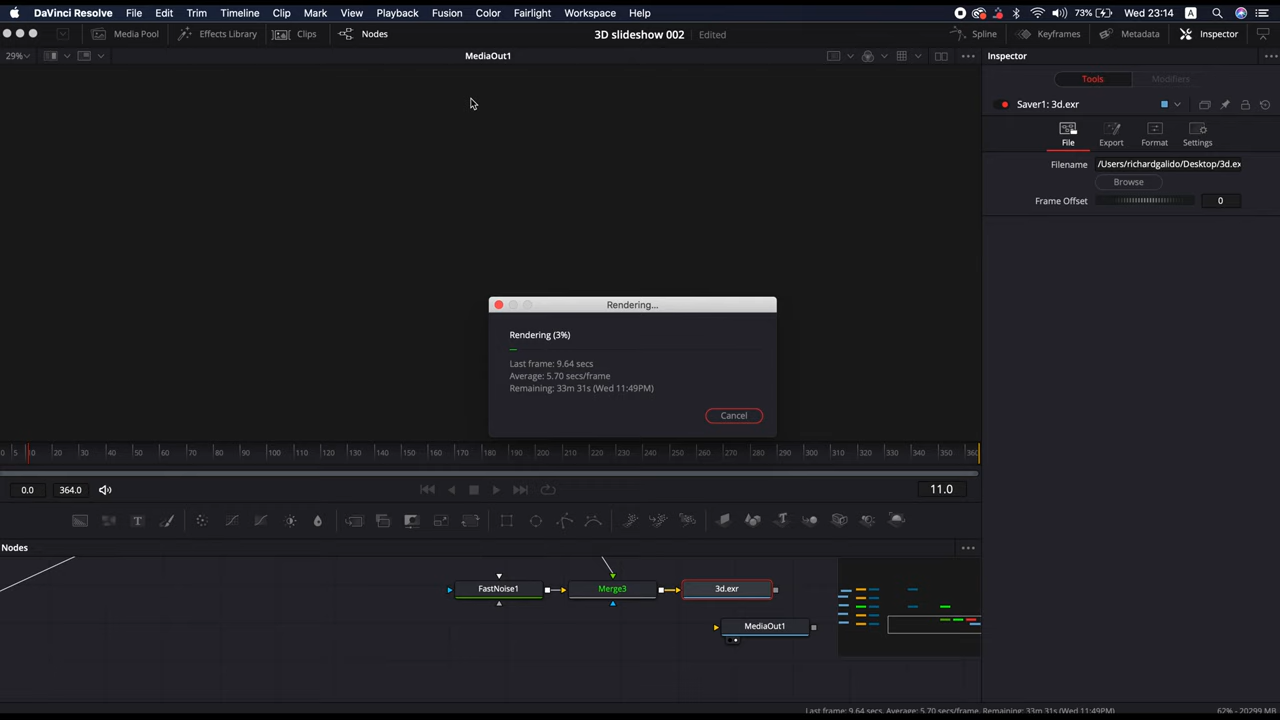 DaVinci Resolve File Edit Trim Timeline Clip Mark View Playback Fusion Color Fairlight Workspace Help 73% Wed 23:14 A
Media Pool Effects Library Clips Nodes 3D slideshow 002 Edited Spline Keyframes Metadata Inspector
29% MediaOut1 Inspector
Tools Modifiers
Saver1: 3d.exr
File Export Format Settings
Filename /Users/richardgalido/Desktop/3d.ex
Browse
Frame Offset 0
Rendering...
Rendering (3%)
Last frame: 9.64 secs
Average: 5.70 secs/frame
Remaining: 33m 31s (Wed 11:49PM)
Cancel
0 5 10 20 30 40 50 60 70 80 90 100 110 120 130 140 150 160 170 180 190 200 210 220 230 240 250 260 270 280 290 300 310 320 330 340 350 360
0.0 364.0 11.0
T
Nodes
FastNoise1 Merge3 3d.exr
MediaOut1
Last frame: 9.64 secs, Average: 5.70 secs/frame, Remaining: 33m 31s (Wed 11:49PM) 62% - 20299 MB